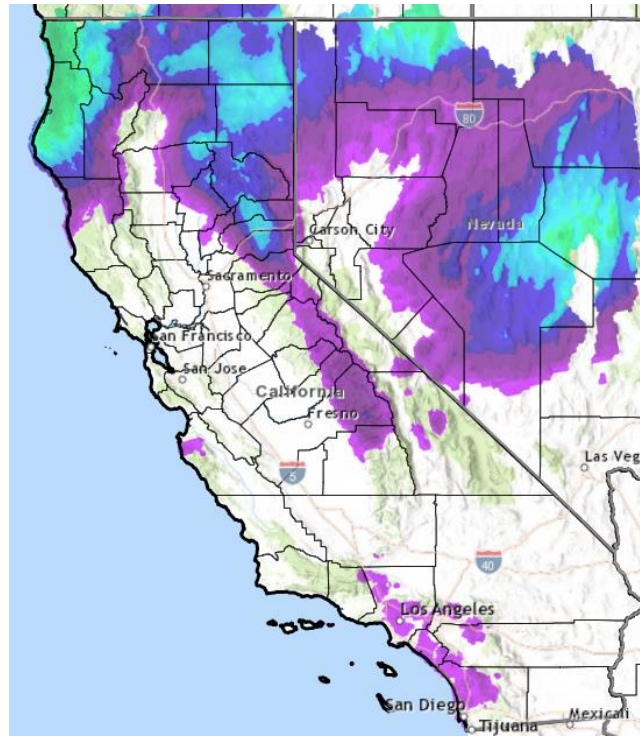 80
Nevada
Carson City
Sacramento
San Francisco
San Jose
California
Fresno
Las Veg
5
40
Los Angeles
San Diego
Mexicali
Tijuana